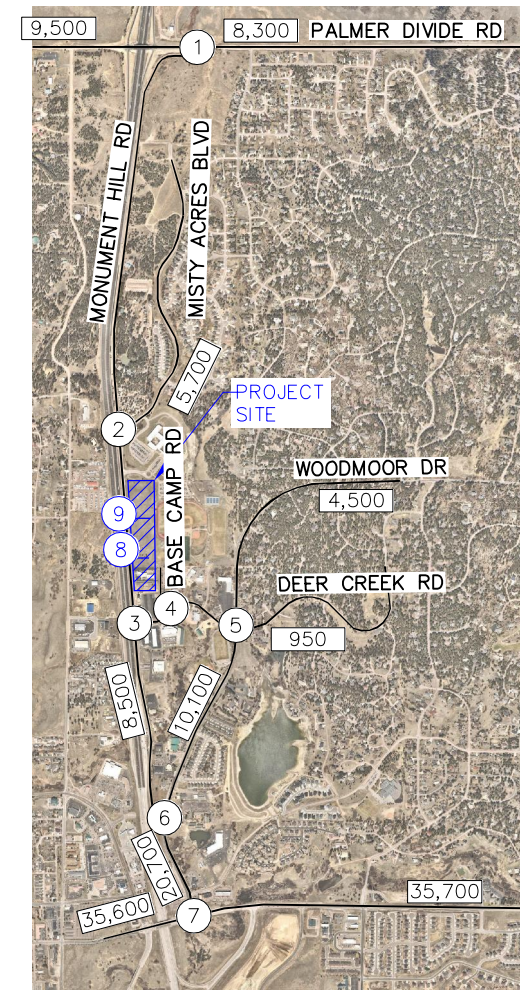 9,500
8,300
PALMER DIVIDE RD
1
MONUMENT HILL RD
MISTY ACRES BLVD
5,700
PROJECT
SITE
2
BASE CAMP RD
WOODMOOR DR
4,500
9
8
DEER CREEK RD
4
3
5
950
8,500
10,100
6
20,700
35,700
35,600
7